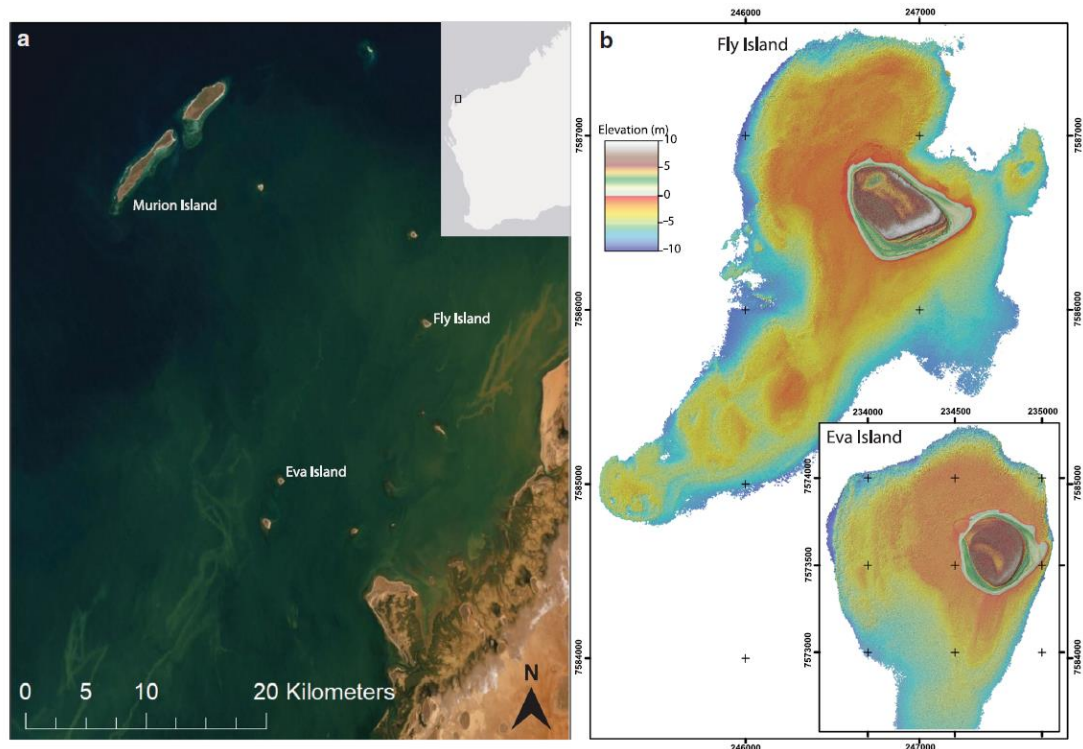 a
Murion Island
Fly Island
Eva Island
0 5 10 20 Kilometers
N
b
246000 247000
Fly Island
7587000 7587000
Elevation (m)
10
5
0
−5
−10
7586000 7586000
7585000 7585000
7584000
246000 247000
234000 234500 235000
Eva Island
7574000
7573500
7573000